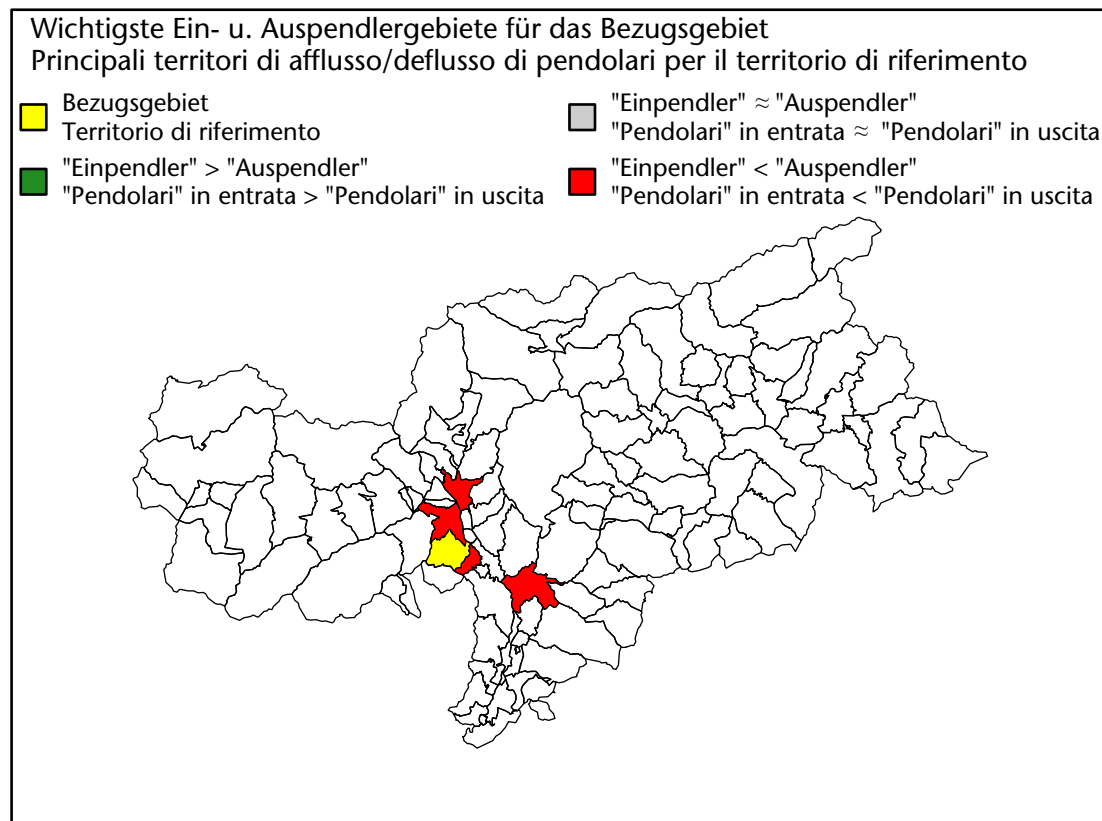 Wichtigste Ein- u. Auspendlergebiete für das Bezugsgebiet
Principali territori di afflusso/deflusso di pendolari per il territorio di riferimento
Bezugsgebiet
Territorio di riferimento
"Einpendler" > "Auspendler"
"Pendolari" in entrata > "Pendolari" in uscita
"Einpendler" ≈ "Auspendler"
"Pendolari" in entrata ≈ "Pendolari" in uscita
"Einpendler" < "Auspendler"
"Pendolari" in entrata < "Pendolari" in uscita